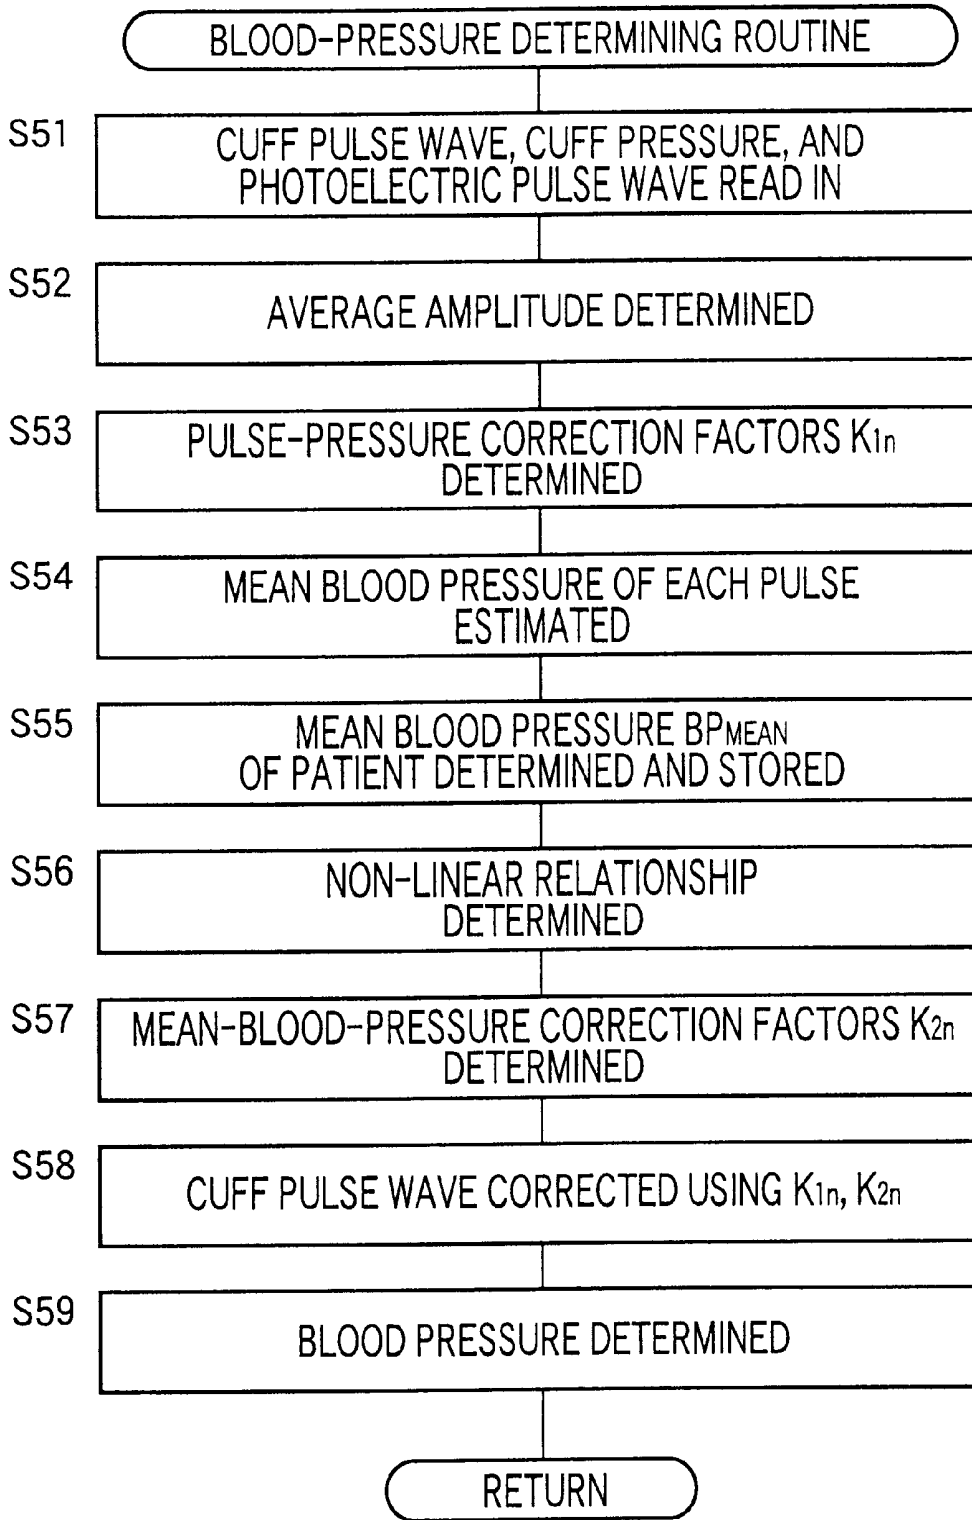 BLOOD-PRESSURE DETERMINING ROUTINE
S51
CUFF PULSE WAVE, CUFF PRESSURE, AND
PHOTOELECTRIC PULSE WAVE READ IN
S52
AVERAGE AMPLITUDE DETERMINED
S53
PULSE-PRESSURE CORRECTION FACTORS K1n
DETERMINED
S54
MEAN BLOOD PRESSURE OF EACH PULSE
ESTIMATED
S55
MEAN BLOOD PRESSURE BPMEAN
OF PATIENT DETERMINED AND STORED
S56
NON-LINEAR RELATIONSHIP
DETERMINED
S57
MEAN-BLOOD-PRESSURE CORRECTION FACTORS K2n
DETERMINED
S58
CUFF PULSE WAVE CORRECTED USING K1n, K2n
S59
BLOOD PRESSURE DETERMINED
RETURN